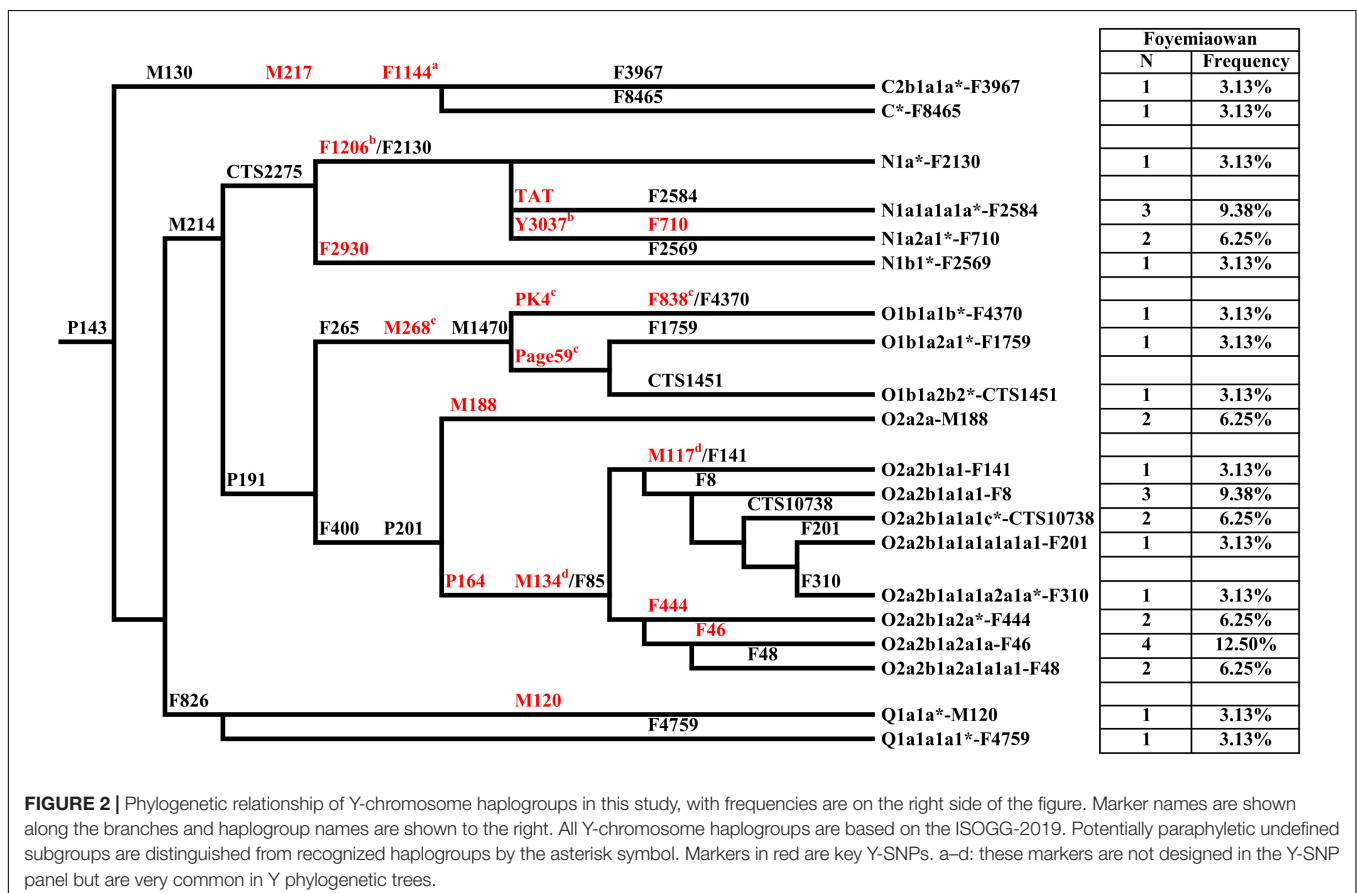 Foyemiaowan
N Frequency
M130 M217 F1144ᵃ F3967
C2b1a1a*-F3967 1 3.13%
F8465
C*-F8465 1 3.13%
F1206ᵇ/F2130
N1a*-F2130 1 3.13%
CTS2275
TAT F2584
N1a1a1a1a*-F2584 3 9.38%
M214 Y3037ᵇ F710
N1a2a1*-F710 2 6.25%
F2930 F2569
N1b1*-F2569 1 3.13%
PK4ᶜ F838ᶜ/F4370
O1b1a1b*-F4370 1 3.13%
P143 F265 M268ᶜ M1470 F1759
O1b1a2a1*-F1759 1 3.13%
Page59ᶜ
CTS1451
O1b1a2b2*-CTS1451 1 3.13%
M188
O2a2a-M188 2 6.25%
M117ᵈ/F141
O2a2b1a1-F141 1 3.13%
P191 F8
O2a2b1a1a1-F8 3 9.38%
CTS10738
O2a2b1a1a1c*-CTS10738 2 6.25%
F400 P201 F201
O2a2b1a1a1a1a1a1-F201 1 3.13%
P164 M134ᵈ/F85 F310
O2a2b1a1a1a2a1a*-F310 1 3.13%
F444
O2a2b1a2a*-F444 2 6.25%
F46
O2a2b1a2a1a-F46 4 12.50%
F48
O2a2b1a2a1a1a1-F48 2 6.25%
F826 M120
Q1a1a*-M120 1 3.13%
F4759
Q1a1a1a1*-F4759 1 3.13%
FIGURE 2 | Phylogenetic relationship of Y-chromosome haplogroups in this study, with frequencies are on the right side of the figure. Marker names are shown
along the branches and haplogroup names are shown to the right. All Y-chromosome haplogroups are based on the ISOGG-2019. Potentially paraphyletic undefined
subgroups are distinguished from recognized haplogroups by the asterisk symbol. Markers in red are key Y-SNPs. a–d: these markers are not designed in the Y-SNP
panel but are very common in Y phylogenetic trees.